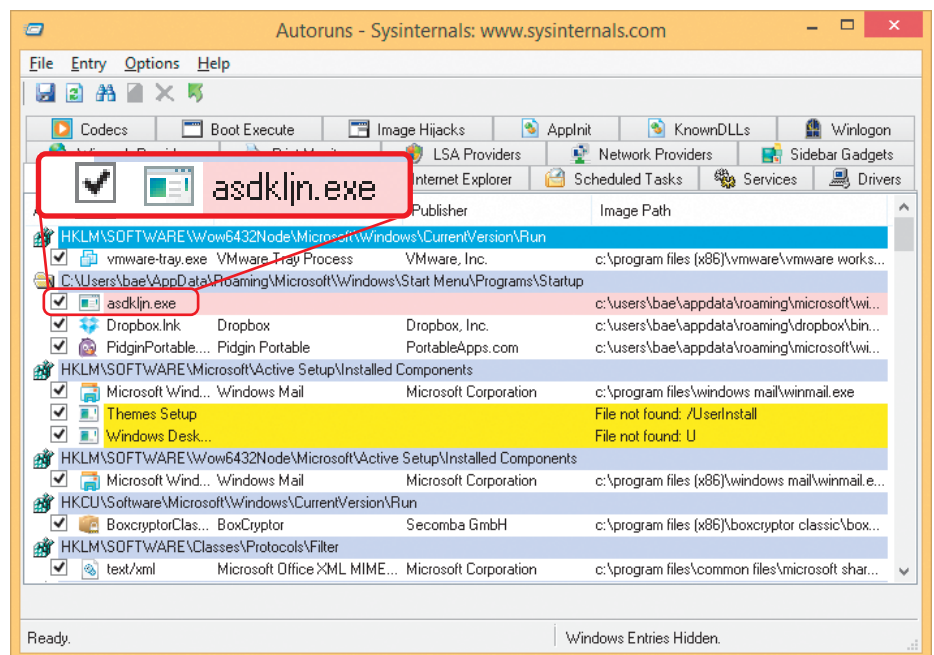 Autoruns - Sysinternals: www.sysinternals.com
File Entry Options Help
Codecs Boot Execute Image Hijacks AppInit KnownDLLs Winlogon
LSA Providers Network Providers Sidebar Gadgets
Internet Explorer Scheduled Tasks Services Drivers
asdkljn.exe
Publisher Image Path
HKLM\SOFTWARE\Wow6432Node\Microsoft\Windows\CurrentVersion\Run
vmware-tray.exe VMware Tray Process VMware, Inc. c:\program files (x86)\vmware\vmware works...
C:\Users\bae\AppData\Roaming\Microsoft\Windows\Start Menu\Programs\Startup
asdkljn.exe c:\users\bae\appdata\roaming\microsoft\wi...
Dropbox.lnk Dropbox Dropbox, Inc. c:\users\bae\appdata\roaming\dropbox\bin...
PidginPortable.... Pidgin Portable PortableApps.com c:\users\bae\appdata\roaming\microsoft\wi...
HKLM\SOFTWARE\Microsoft\Active Setup\Installed Components
Microsoft Wind... Windows Mail Microsoft Corporation c:\program files\windows mail\winmail.exe
Themes Setup File not found: /UserInstall
Windows Desk... File not found: U
HKLM\SOFTWARE\Wow6432Node\Microsoft\Active Setup\Installed Components
Microsoft Wind... Windows Mail Microsoft Corporation c:\program files (x86)\windows mail\winmail.e...
HKCU\Software\Microsoft\Windows\CurrentVersion\Run
BoxcryptorClas... BoxCryptor Secomba GmbH c:\program files (x86)\boxcryptor classic\box...
HKLM\SOFTWARE\Classes\Protocols\Filter
text/xml Microsoft Office XML MIME... Microsoft Corporation c:\program files\common files\microsoft shar...
Ready. Windows Entries Hidden.